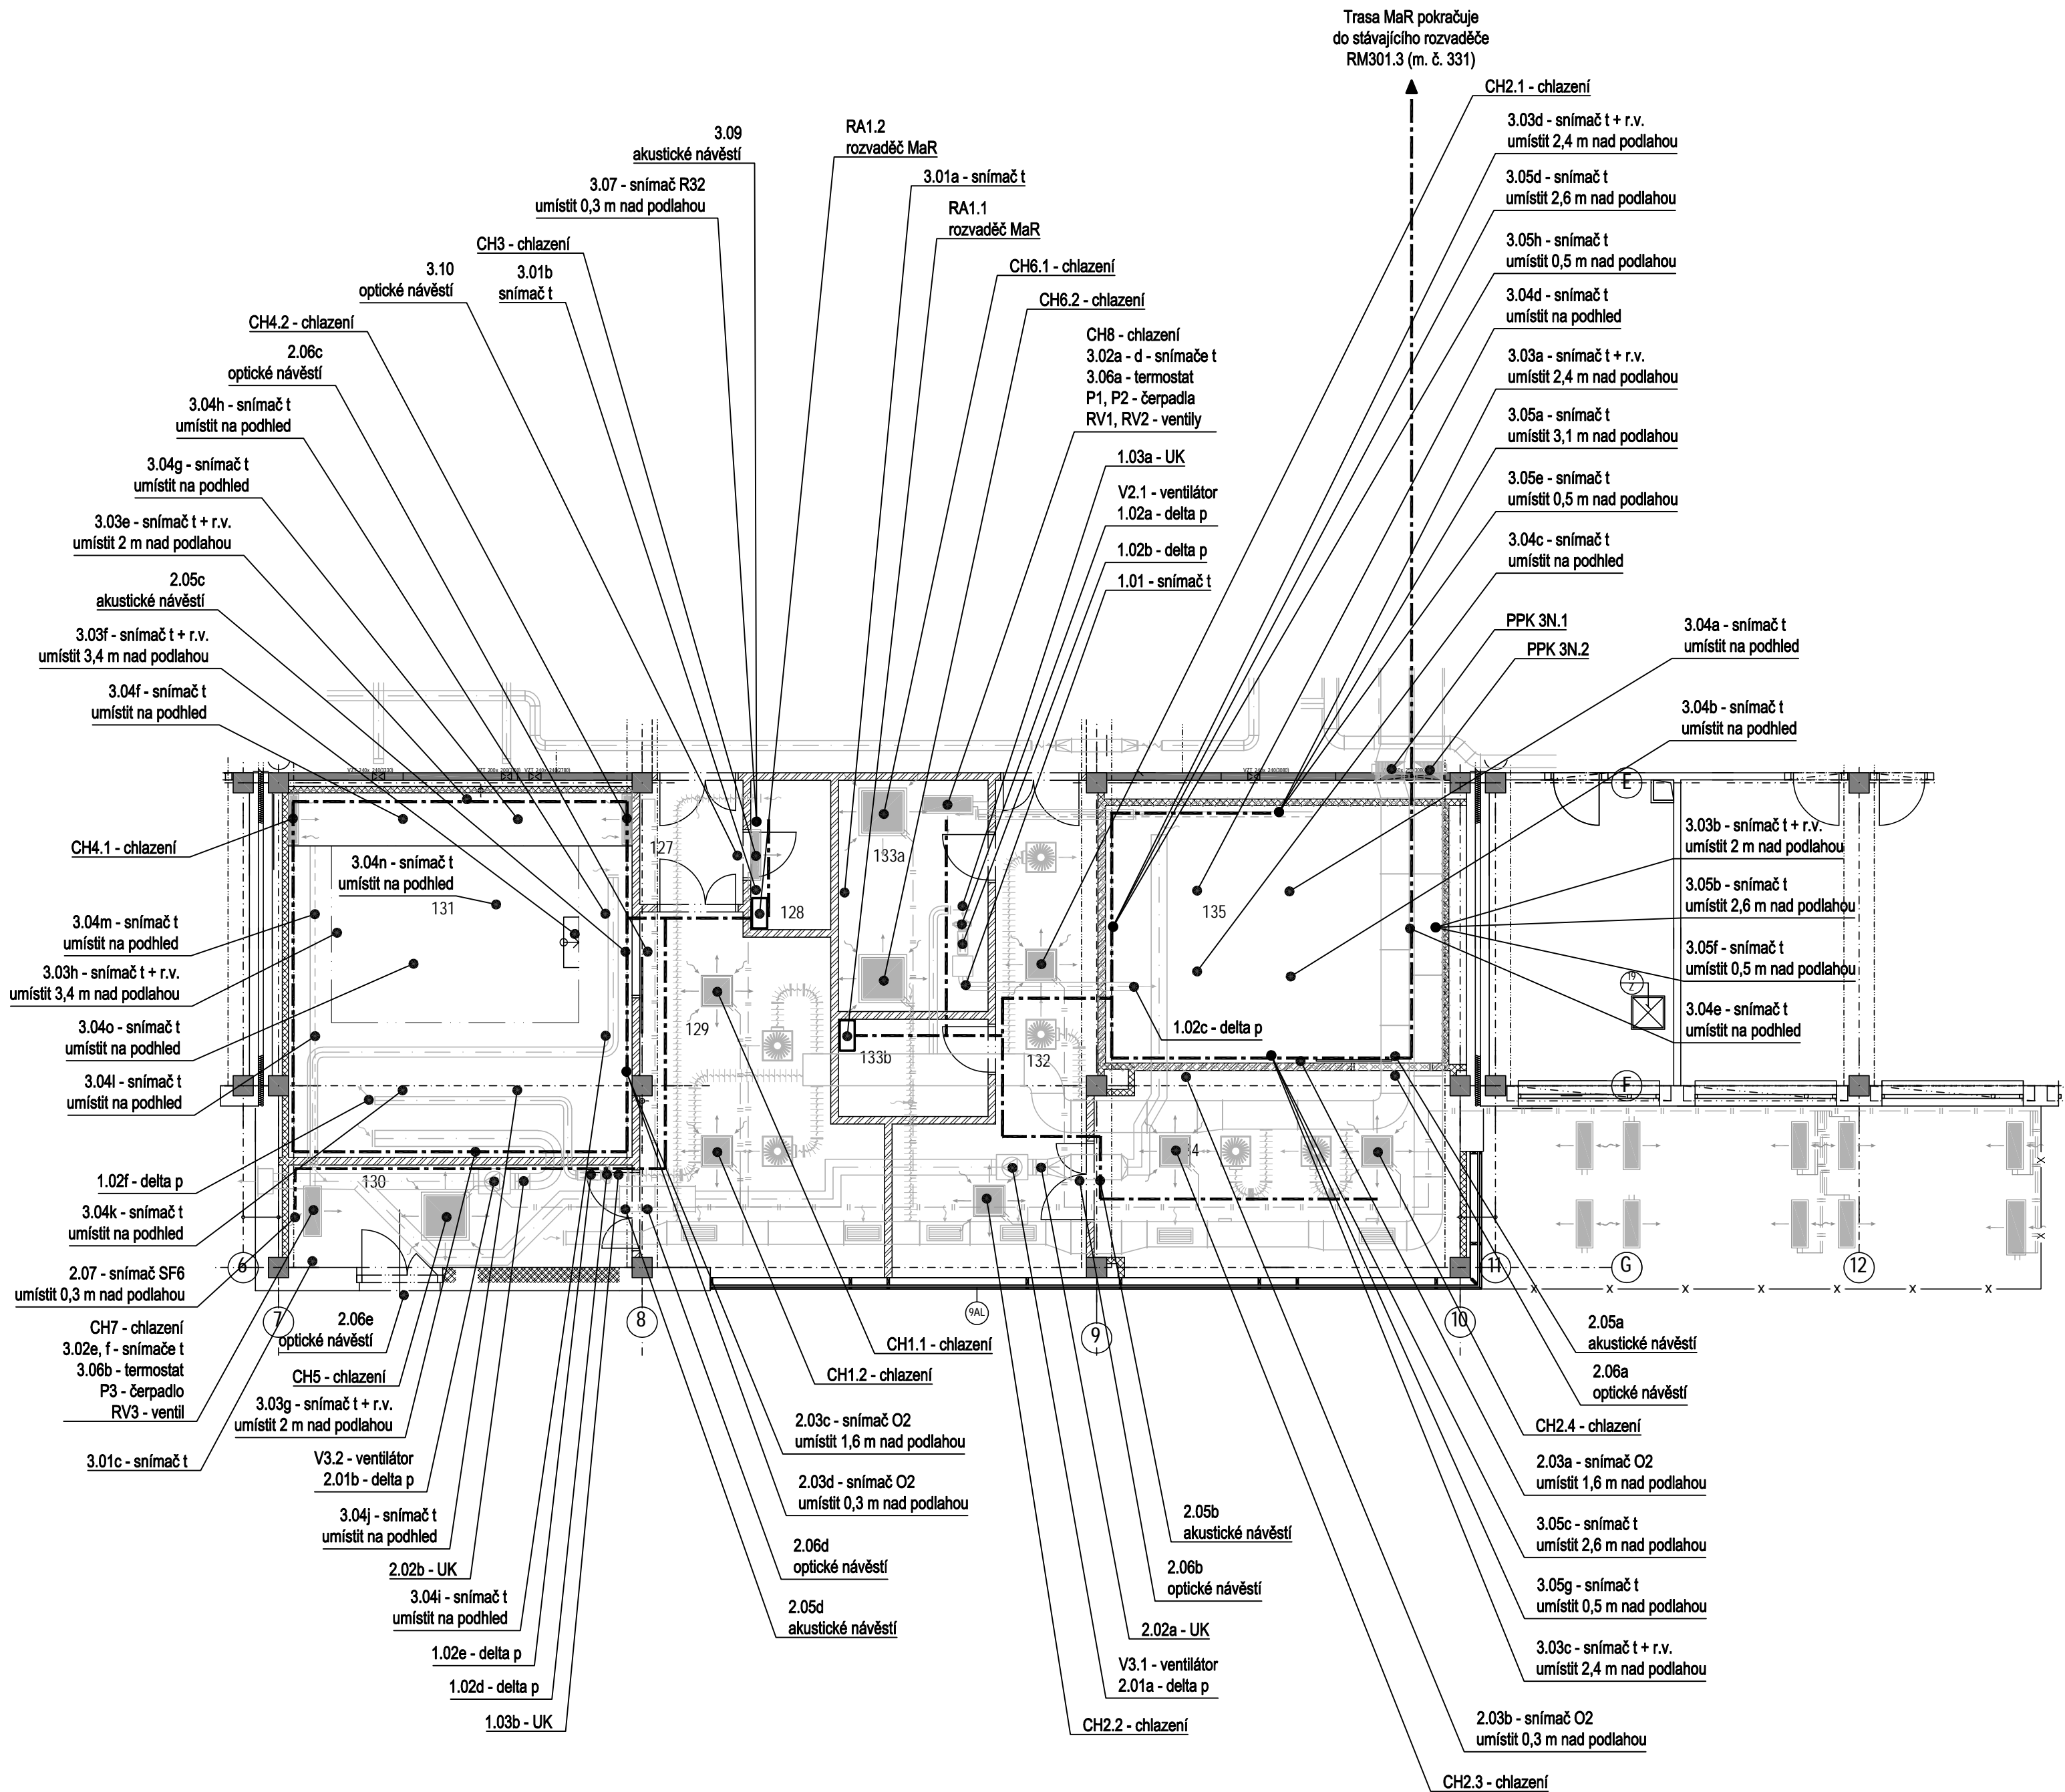 Trasa MaR pokračuje
do stávajícího rozvaděče
RM301.3 (m. č. 331)
CH2.1 - chlazení
3.03d - snímač t + r.v.
umístit 2,4 m nad podlahou
3.05d - snímač t
umístit 2,6 m nad podlahou
3.05h - snímač t
umístit 0,5 m nad podlahou
3.04d - snímač t
umístit na podhled
3.03a - snímač t + r.v.
umístit 2,4 m nad podlahou
3.05a - snímač t
umístit 3,1 m nad podlahou
3.05e - snímač t
umístit 0,5 m nad podlahou
3.04c - snímač t
umístit na podhled
PPK 3N.1
PPK 3N.2
3.04a - snímač t
umístit na podhled
3.04b - snímač t
umístit na podhled
3.09
akustické návěstí
RA1.2
rozvaděč MaR
3.07 - snímač R32
umístit 0,3 m nad podlahou
3.01a - snímač t
RA1.1
rozvaděč MaR
CH3 - chlazení
3.10
optické návěstí
3.01b
snímač t
CH6.1 - chlazení
CH6.2 - chlazení
CH4.2 - chlazení
2.06c
optické návěstí
CH8 - chlazení
3.02a - d - snímače t
3.06a - termostat
P1, P2 - čerpadla
RV1, RV2 - ventily
3.04h - snímač t
umístit na podhled
3.04g - snímač t
umístit na podhled
1.03a - UK
V2.1 - ventilátor
1.02a - delta p
1.02b - delta p
1.01 - snímač t
3.03e - snímač t + r.v.
umístit 2 m nad podlahou
2.05c
akustické návěstí
3.03f - snímač t + r.v.
umístit 3,4 m nad podlahou
3.04f - snímač t
umístit na podhled
CH4.1 - chlazení
3.04n - snímač t
umístit na podhled
131
127
128
133a
135
E
3.03b - snímač t + r.v.
umístit 2 m nad podlahou
3.05b - snímač t
umístit 2,6 m nad podlahou
3.05f - snímač t
umístit 0,5 m nad podlahou
3.04e - snímač t
umístit na podhled
19
Z
3.04m - snímač t
umístit na podhled
3.03h - snímač t + r.v.
umístit 3,4 m nad podlahou
3.04o - snímač t
umístit na podhled
3.04l - snímač t
umístit na podhled
129
133b
132
1.02c - delta p
F
1.02f - delta p
3.04k - snímač t
umístit na podhled
130
2.07 - snímač SF6
umístit 0,3 m nad podlahou
6
7
8
9AL
9
10
11
G
12
CH7 - chlazení
3.02e, f - snímače t
3.06b - termostat
P3 - čerpadlo
RV3 - ventil
2.06e
optické návěstí
CH5 - chlazení
3.03g - snímač t + r.v.
umístit 2 m nad podlahou
3.01c - snímač t
V3.2 - ventilátor
2.01b - delta p
3.04j - snímač t
umístit na podhled
2.02b - UK
3.04i - snímač t
umístit na podhled
1.02e - delta p
1.02d - delta p
1.03b - UK
CH1.1 - chlazení
CH1.2 - chlazení
2.03c - snímač O2
umístit 1,6 m nad podlahou
2.03d - snímač O2
umístit 0,3 m nad podlahou
2.06d
optické návěstí
2.05d
akustické návěstí
2.05b
akustické návěstí
2.06b
optické návěstí
2.02a - UK
V3.1 - ventilátor
2.01a - delta p
CH2.2 - chlazení
2.05a
akustické návěstí
2.06a
optické návěstí
CH2.4 - chlazení
2.03a - snímač O2
umístit 1,6 m nad podlahou
3.05c - snímač t
umístit 2,6 m nad podlahou
3.05g - snímač t
umístit 0,5 m nad podlahou
3.03c - snímač t + r.v.
umístit 2,4 m nad podlahou
2.03b - snímač O2
umístit 0,3 m nad podlahou
CH2.3 - chlazení